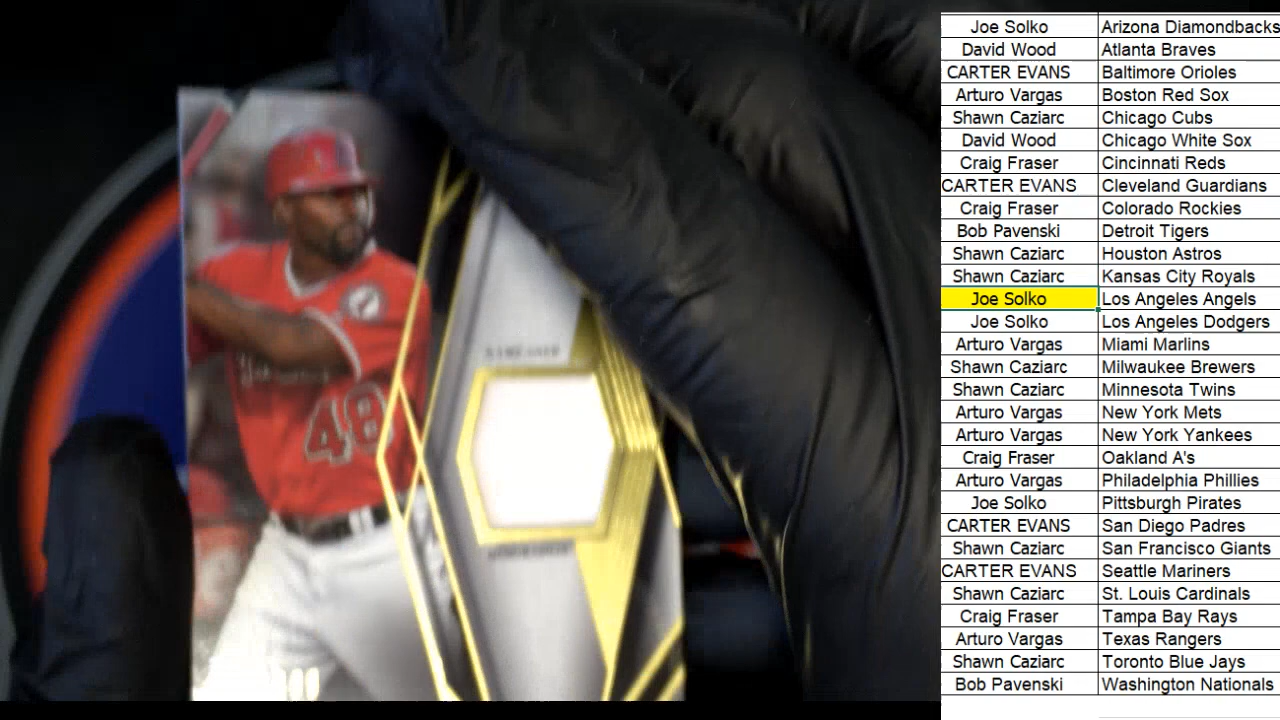 48
Joe Solko Arizona Diamondbacks
David Wood Atlanta Braves
CARTER EVANS Baltimore Orioles
Arturo Vargas Boston Red Sox
Shawn Caziarc Chicago Cubs
David Wood Chicago White Sox
Craig Fraser Cincinnati Reds
CARTER EVANS Cleveland Guardians
Craig Fraser Colorado Rockies
Bob Pavenski Detroit Tigers
Shawn Caziarc Houston Astros
Shawn Caziarc Kansas City Royals
Joe Solko Los Angeles Angels
Joe Solko Los Angeles Dodgers
Arturo Vargas Miami Marlins
Shawn Caziarc Milwaukee Brewers
Shawn Caziarc Minnesota Twins
Arturo Vargas New York Mets
Arturo Vargas New York Yankees
Craig Fraser Oakland A's
Arturo Vargas Philadelphia Phillies
Joe Solko Pittsburgh Pirates
CARTER EVANS San Diego Padres
Shawn Caziarc San Francisco Giants
CARTER EVANS Seattle Mariners
Shawn Caziarc St. Louis Cardinals
Craig Fraser Tampa Bay Rays
Arturo Vargas Texas Rangers
Shawn Caziarc Toronto Blue Jays
Bob Pavenski Washington Nationals